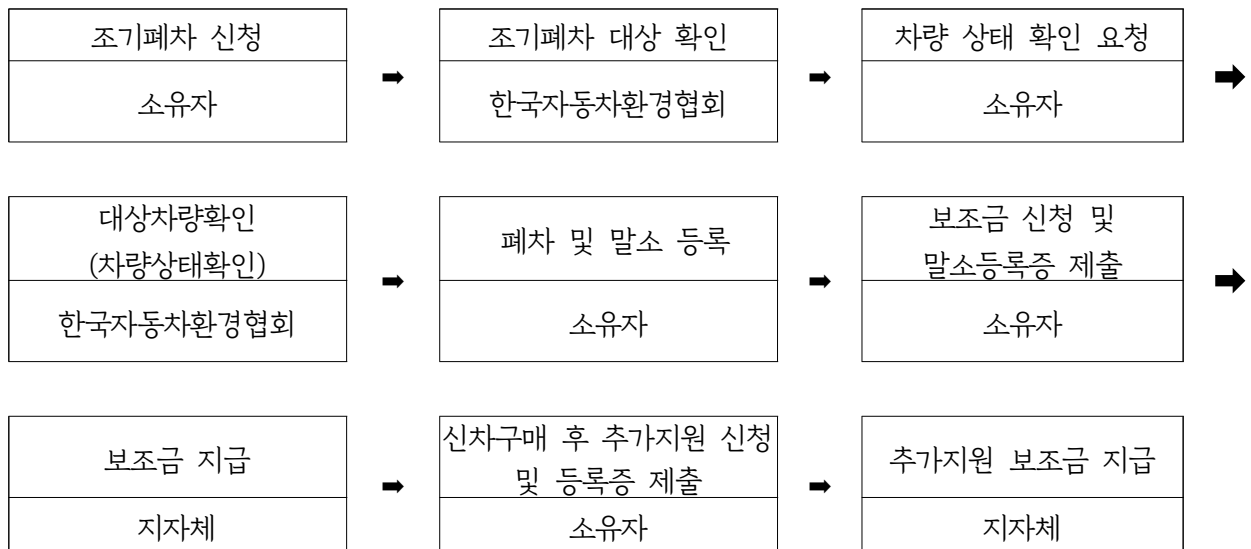 조기폐차 신청
소유자
조기폐차 대상 확인
한국자동차환경협회
차량 상태 확인 요청
소유자
대상차량확인
(차량상태확인)
한국자동차환경협회
폐차 및 말소 등록
소유자
보조금 신청 및
말소등록증 제출
소유자
보조금 지급
지자체
신차구매 후 추가지원 신청
및 등록증 제출
소유자
추가지원 보조금 지급
지자체